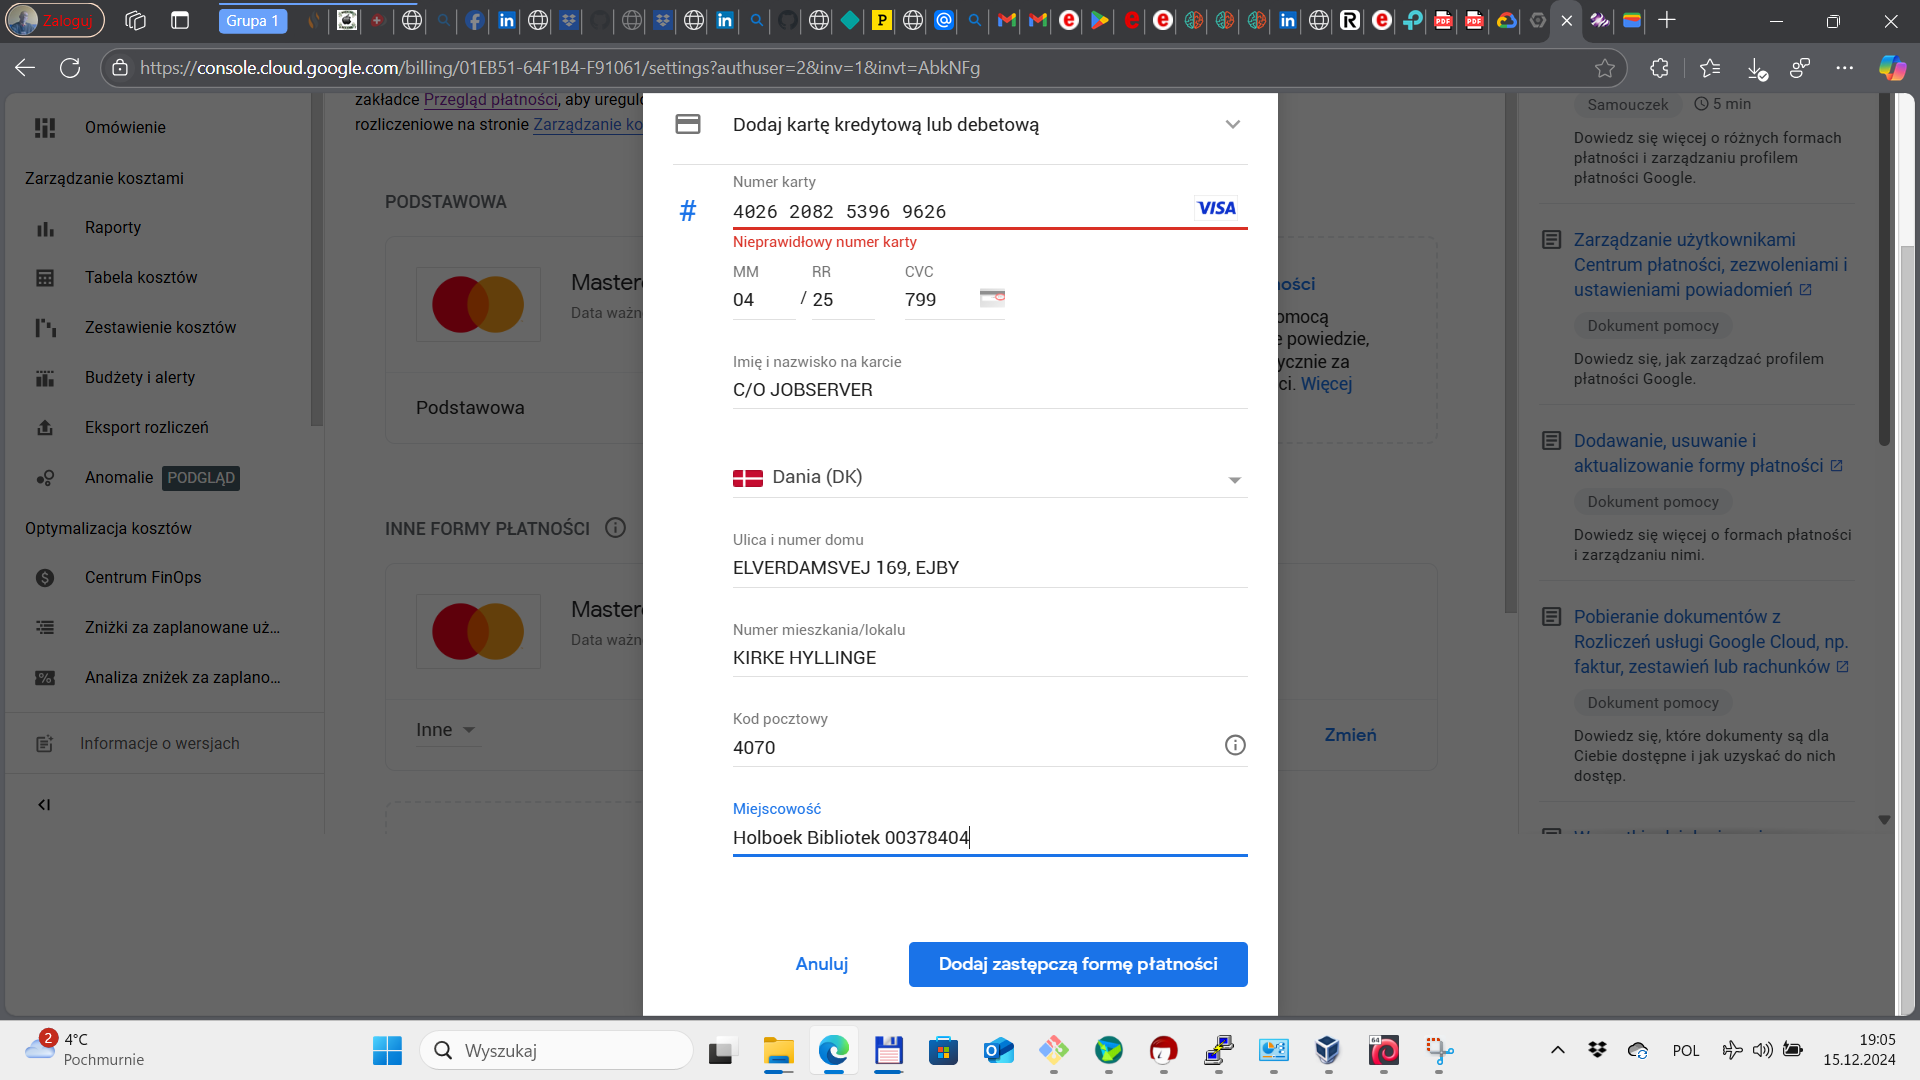 Zaloguj
Grupa 1
https://console.cloud.google.com/billing/01EB51-64F1B4-F91061/settings?authuser=2&inv=1&invt=AbkNFg
Omówienie
Zarządzanie kosztami
Raporty
Tabela kosztów
Zestawienie kosztów
Budżety i alerty
Eksport rozliczeń
Anomalie PODGLĄD
Optymalizacja kosztów
Centrum FinOps
Zniżki za zaplanowane uż...
Analiza zniżek za zaplano...
Informacje o wersjach
zakładce Przegląd płatności, aby uregulo
rozliczeniowe na stronie Zarządzanie ko
PODSTAWOWA
Master
Data ważn
Podstawowa
INNE FORMY PŁATNOŚCI
Master
Data ważn
Inne
Zmień
ności
omocą
e powiedzie,
ycznie za
ci. Więcej
Dodaj kartę kredytową lub debetową
Numer karty
4026 2082 5396 9626
VISA
Nieprawidłowy numer karty
MM RR CVC
04 / 25 799
Imię i nazwisko na karcie
C/O JOBSERVER
Dania (DK)
Ulica i numer domu
ELVERDAMSVEJ 169, EJBY
Numer mieszkania/lokalu
KIRKE HYLLINGE
Kod pocztowy
4070
Miejscowość
Holboek Bibliotek 00378404
Anuluj
Dodaj zastępczą formę płatności
Samouczek 5 min
Dowiedz się więcej o różnych formach
płatności i zarządzaniu profilem
płatności Google.
Zarządzanie użytkownikami
Centrum płatności, zezwoleniami i
ustawieniami powiadomień
Dokument pomocy
Dowiedz się, jak zarządzać profilem
płatności Google.
Dodawanie, usuwanie i
aktualizowanie formy płatności
Dokument pomocy
Dowiedz się więcej o formach płatności
i zarządzaniu nimi.
Pobieranie dokumentów z
Rozliczeń usługi Google Cloud, np.
faktur, zestawień lub rachunków
Dokument pomocy
Dowiedz się, które dokumenty są dla
Ciebie dostępne i jak uzyskać do nich
dostęp.
2
4°C
Pochmurnie
Wyszukaj
POL
19:05
15.12.2024